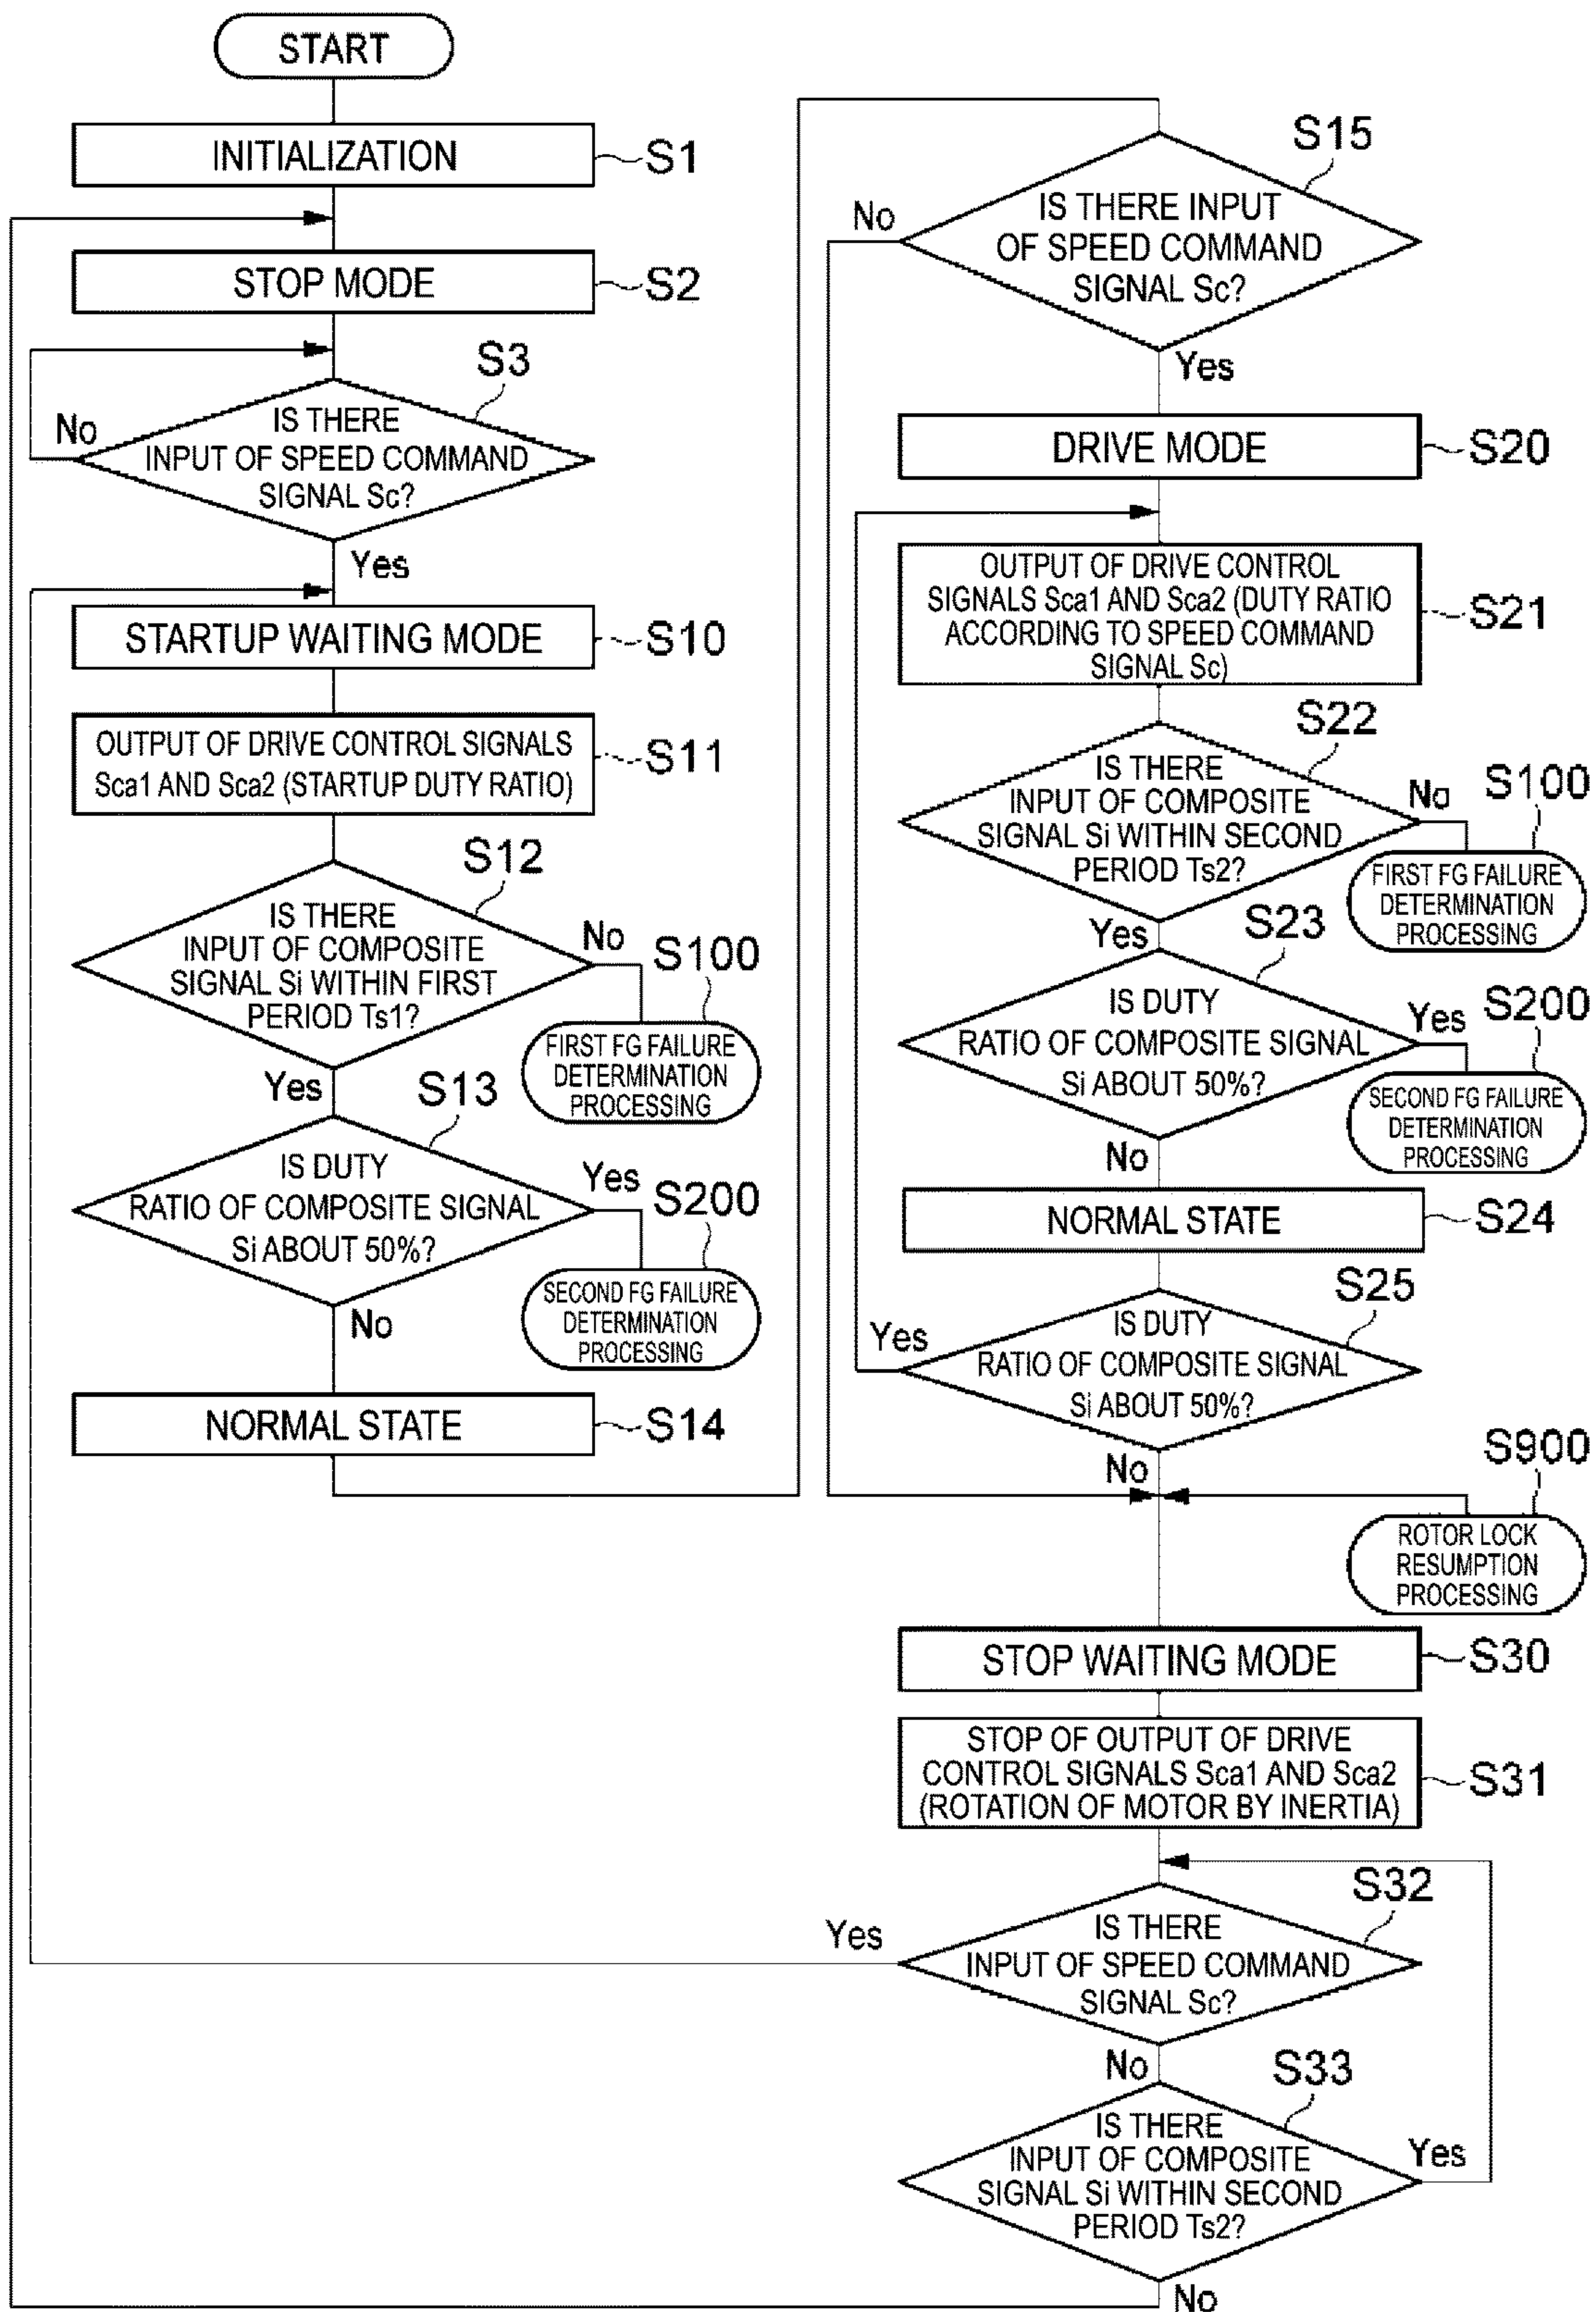 START
INITIALIZATION
S1
STOP MODE
S2
S3
IS THERE
INPUT OF SPEED COMMAND
SIGNAL Sc?
No
Yes
STARTUP WAITING MODE
S10
OUTPUT OF DRIVE CONTROL SIGNALS
Sca1 AND Sca2 (STARTUP DUTY RATIO)
S11
S12
IS THERE
INPUT OF COMPOSITE
SIGNAL Si WITHIN FIRST
PERIOD Ts1?
No
S100
FIRST FG FAILURE
DETERMINATION
PROCESSING
Yes
S13
IS DUTY
RATIO OF COMPOSITE SIGNAL
Si ABOUT 50%?
Yes
S200
SECOND FG FAILURE
DETERMINATION
PROCESSING
No
NORMAL STATE
S14
S15
IS THERE INPUT
OF SPEED COMMAND
SIGNAL Sc?
No
Yes
DRIVE MODE
S20
OUTPUT OF DRIVE CONTROL
SIGNALS Sca1 AND Sca2 (DUTY RATIO
ACCORDING TO SPEED COMMAND
SIGNAL Sc)
S21
S22
IS THERE
INPUT OF COMPOSITE
SIGNAL Si WITHIN SECOND
PERIOD Ts2?
No
S100
FIRST FG FAILURE
DETERMINATION
PROCESSING
Yes
S23
IS DUTY
RATIO OF COMPOSITE SIGNAL
Si ABOUT 50%?
Yes
S200
SECOND FG FAILURE
DETERMINATION
PROCESSING
No
NORMAL STATE
S24
S25
IS DUTY
RATIO OF COMPOSITE SIGNAL
Si ABOUT 50%?
Yes
No
S900
ROTOR LOCK
RESUMPTION
PROCESSING
STOP WAITING MODE
S30
STOP OF OUTPUT OF DRIVE
CONTROL SIGNALS Sca1 AND Sca2
(ROTATION OF MOTOR BY INERTIA)
S31
S32
IS THERE
INPUT OF SPEED COMMAND
SIGNAL Sc?
Yes
No
S33
IS THERE
INPUT OF COMPOSITE
SIGNAL Si WITHIN SECOND
PERIOD Ts2?
Yes
No